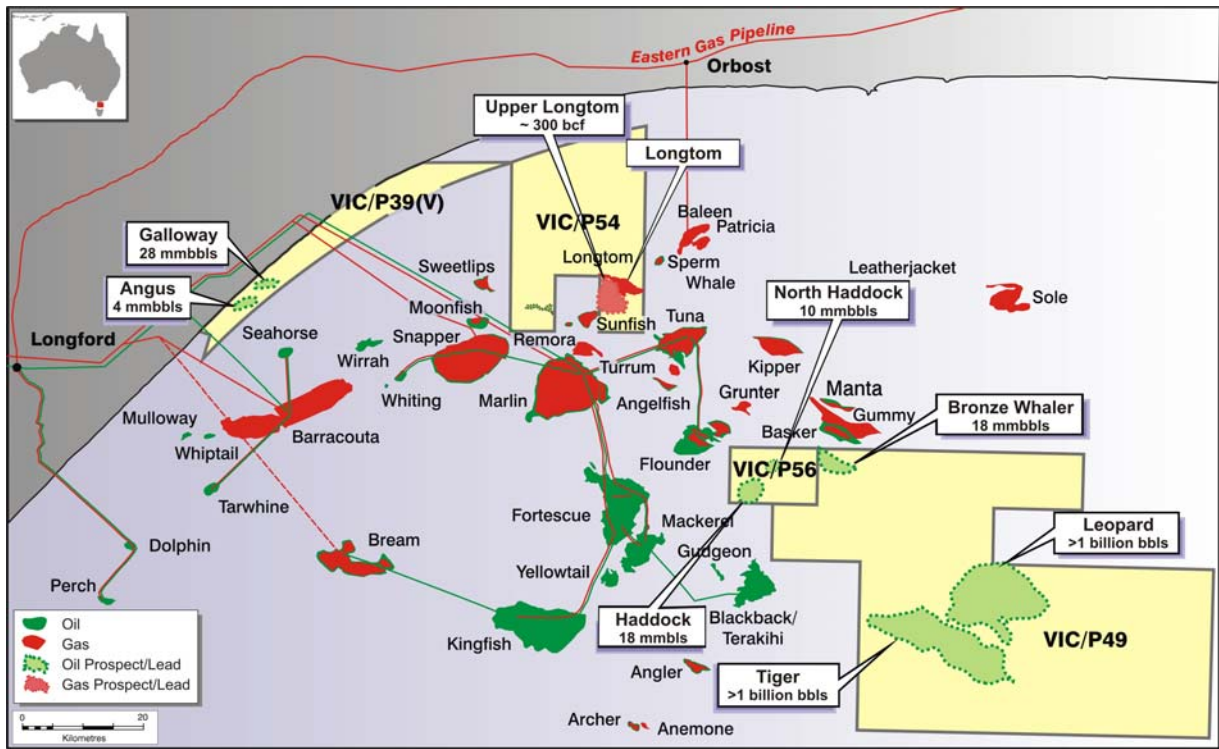 Eastern Gas Pipeline
Orbost
Upper Longtom
~ 300 bcf
Longtom
VIC/P39(V)
VIC/P54
Galloway
28 mmbbls
Angus
4 mmbbls
Baleen
Patricia
Longtom
Sperm
Whale
Leatherjacket
Sole
Sweetlips
Moonfish
North Haddock
10 mmbbls
Longford
Seahorse
Wirrah
Snapper
Remora
Sunfish
Tuna
Turrum
Kipper
Whiting
Marlin
Angelfish
Grunter
Manta
Gummy
Bronze Whaler
18 mmbbls
Mulloway
Whiptail
Barracouta
Basker
Flounder
VIC/P56
Tarwhine
Fortescue
Mackerel
Leopard
>1 billion bbls
Dolphin
Bream
Gudgeon
Yellowtail
Perch
Haddock
18 mmbls
Blackback/
Terakihi
Kingfish
VIC/P49
Angler
Tiger
>1 billion bbls
Archer
Anemone
Oil
Gas
Oil Prospect/Lead
Gas Prospect/Lead
0
20
Kilometres